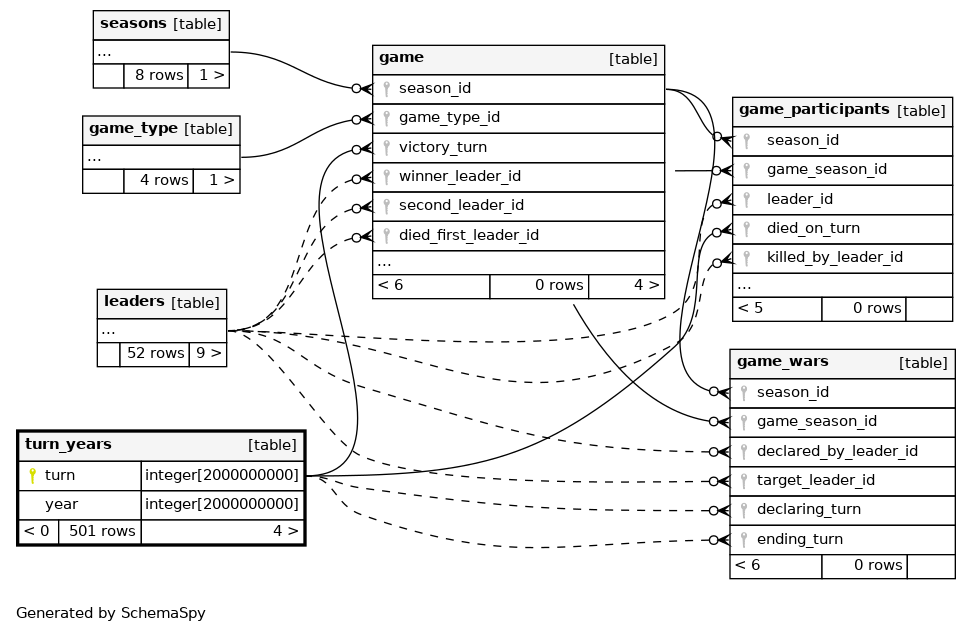 seasons [table]
...
8 rows 1 >
game_type [table]
...
4 rows 1 >
leaders [table]
...
52 rows 9 >
turn_years [table]
turn integer[2000000000]
year integer[2000000000]
< 0 501 rows 4 >
game [table]
season_id
game_type_id
victory_turn
winner_leader_id
second_leader_id
died_first_leader_id
...
< 6 0 rows 4 >
game_participants [table]
season_id
game_season_id
leader_id
died_on_turn
killed_by_leader_id
...
< 5 0 rows
game_wars [table]
season_id
game_season_id
declared_by_leader_id
target_leader_id
declaring_turn
ending_turn
< 6 0 rows
Generated by SchemaSpy